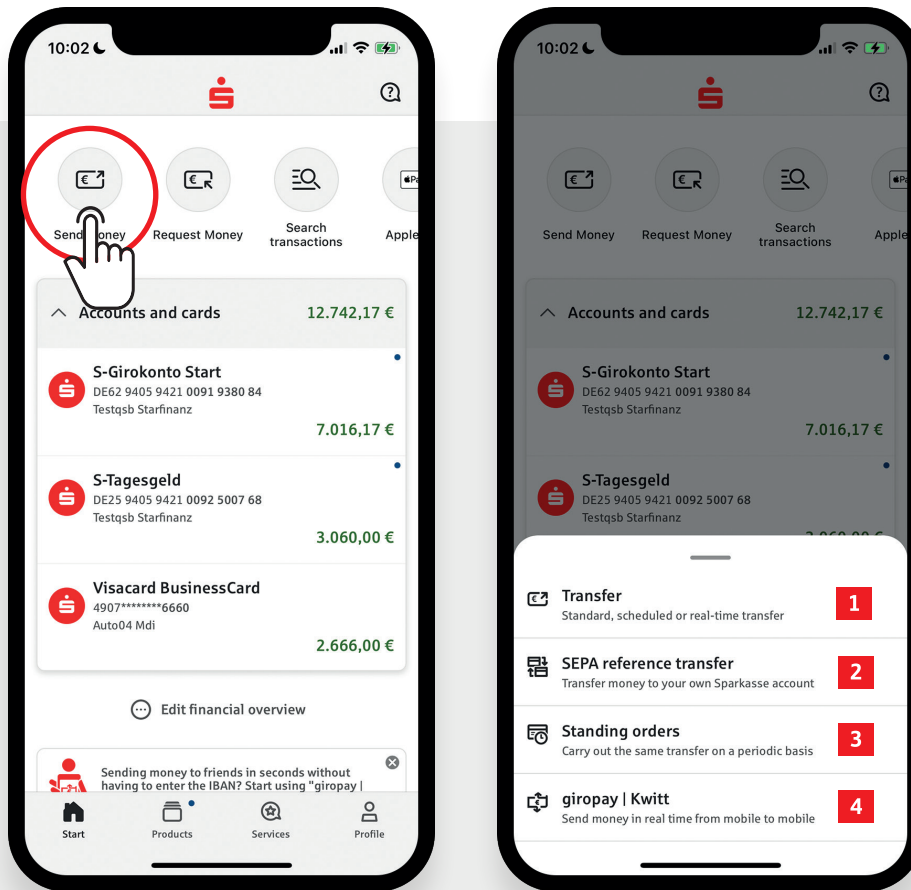 10:02
Send Money
Request Money
Search
transactions
Apple
Accounts and cards 12.742,17 €
S-Girokonto Start
DE62 9405 9421 0091 9380 84
Testqsb Starfinanz
7.016,17 €
S-Tagesgeld
DE25 9405 9421 0092 5007 68
Testqsb Starfinanz
3.060,00 €
Visacard BusinessCard
4907********6660
Auto04 Mdi
2.666,00 €
Edit financial overview
Sending money to friends in seconds without
having to enter the IBAN? Start using "giropay |
Start
Products
Services
Profile
10:02
Send Money
Request Money
Search
transactions
Apple
Accounts and cards 12.742,17 €
S-Girokonto Start
DE62 9405 9421 0091 9380 84
Testqsb Starfinanz
7.016,17 €
S-Tagesgeld
DE25 9405 9421 0092 5007 68
Testqsb Starfinanz
3.060,00 €
Transfer
Standard, scheduled or real-time transfer
1
SEPA reference transfer
Transfer money to your own Sparkasse account
2
Standing orders
Carry out the same transfer on a periodic basis
3
giropay | Kwitt
Send money in real time from mobile to mobile
4